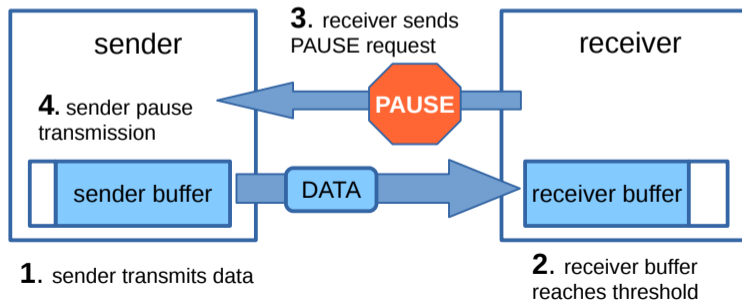 sender
3. receiver sends
PAUSE request
receiver
4. sender pause
transmission
PAUSE
sender buffer
DATA
receiver buffer
1. sender transmits data
2. receiver buffer
reaches threshold